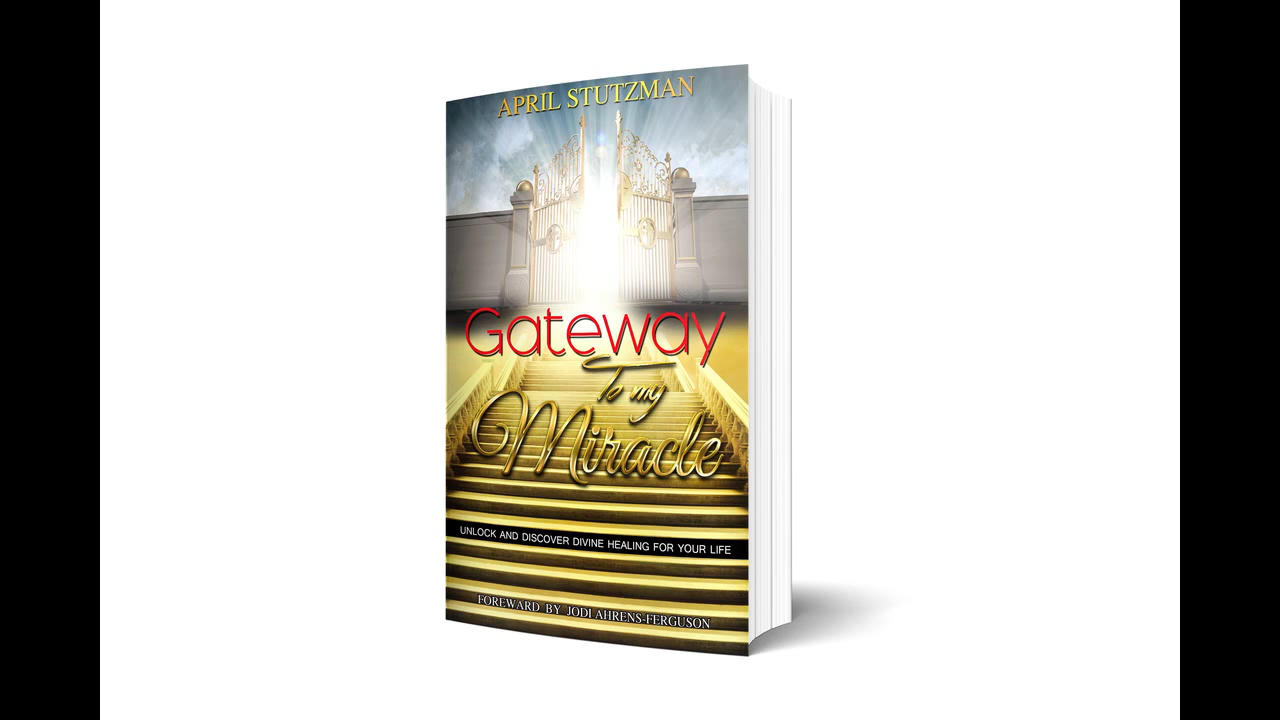 APRIL STUTZMAN
Gateway
To my
Miracle
UNLOCK AND DISCOVER DIVINE HEALING FOR YOUR LIFE
FOREWARD BY JODI AHRENS-FERGUSON